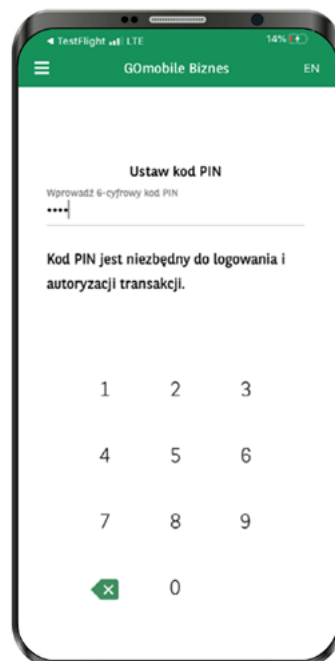 ◀ TestFlight LTE 14%
GOmobile Biznes EN
Ustaw kod PIN
Wprowadź 6-cyfrowy kod PIN
••••
Kod PIN jest niezbędny do logowania i
autoryzacji transakcji.
1 2 3
4 5 6
7 8 9
0